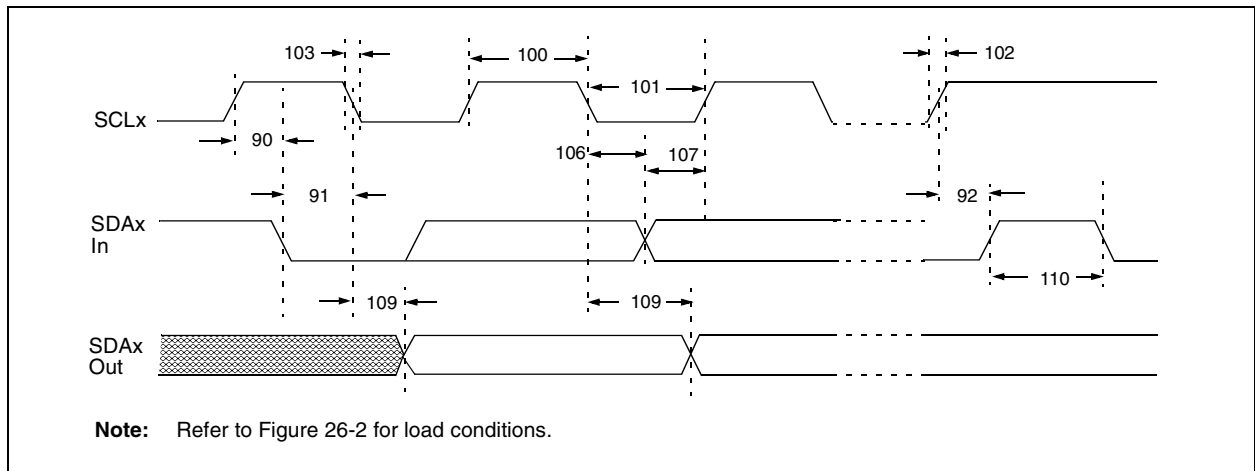 103
100
102
101
SCLx
90
106
107
91
92
SDAx
In
110
109
109
SDAx
Out
Note: Refer to Figure 26-2 for load conditions.